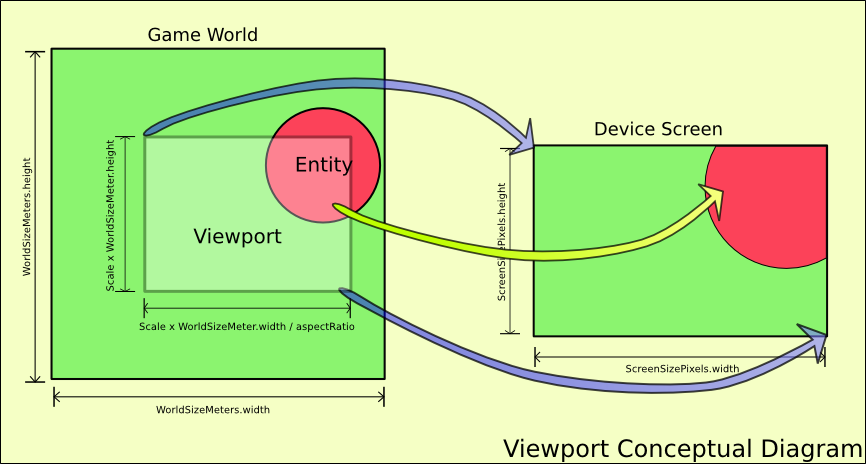 Game World
Device Screen
WorldSizeMeters.height
Scale x WorldSizeMeter.height
Entity
Viewport
ScreenSizePixels.height
Scale x WorldSizeMeter.width / aspectRatio
ScreenSizePixels.width
WorldSizeMeters.width
Viewport Conceptual Diagram